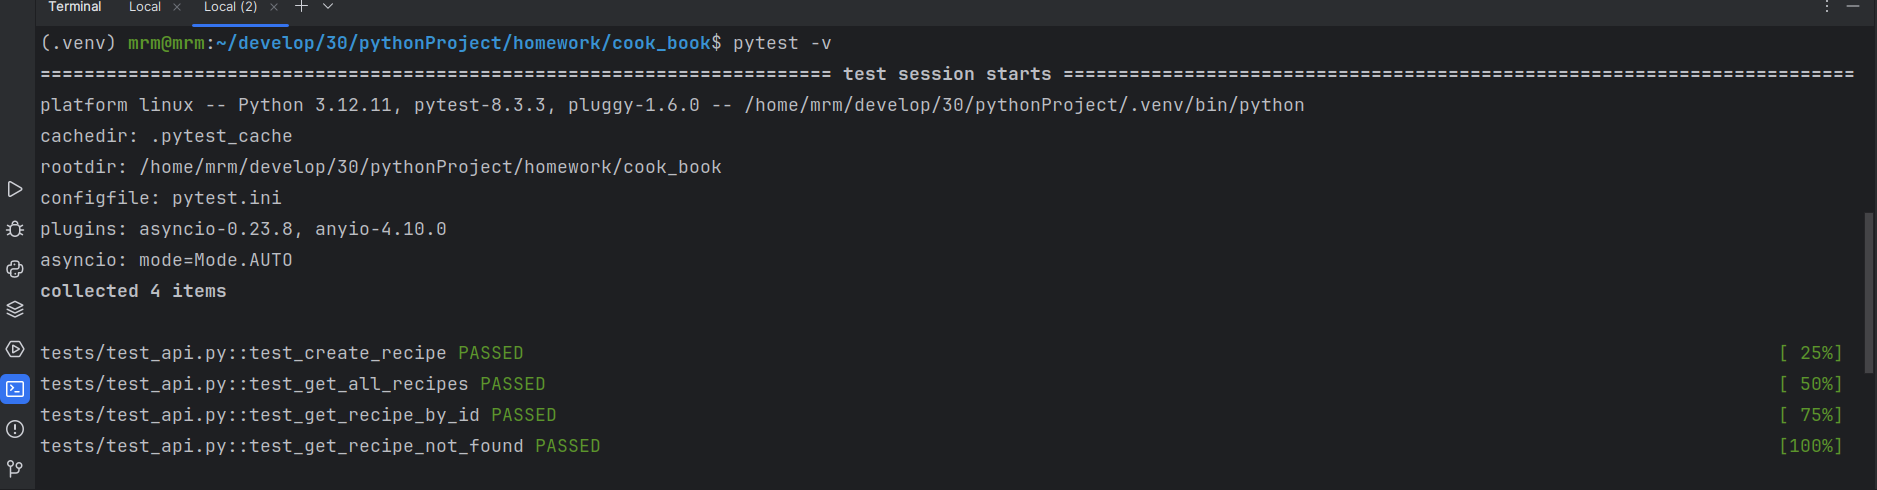 Terminal Local Local (2)
(.venv) mrm@mrm:~/develop/30/pythonProject/homework/cook_book$ pytest -v
======================================================================== test session starts ========================================================================
platform linux -- Python 3.12.11, pytest-8.3.3, pluggy-1.6.0 -- /home/mrm/develop/30/pythonProject/.venv/bin/python
cachedir: .pytest_cache
rootdir: /home/mrm/develop/30/pythonProject/homework/cook_book
configfile: pytest.ini
plugins: asyncio-0.23.8, anyio-4.10.0
asyncio: mode=Mode.AUTO
collected 4 items
tests/test_api.py::test_create_recipe PASSED [ 25%]
tests/test_api.py::test_get_all_recipes PASSED [ 50%]
tests/test_api.py::test_get_recipe_by_id PASSED [ 75%]
tests/test_api.py::test_get_recipe_not_found PASSED [100%]